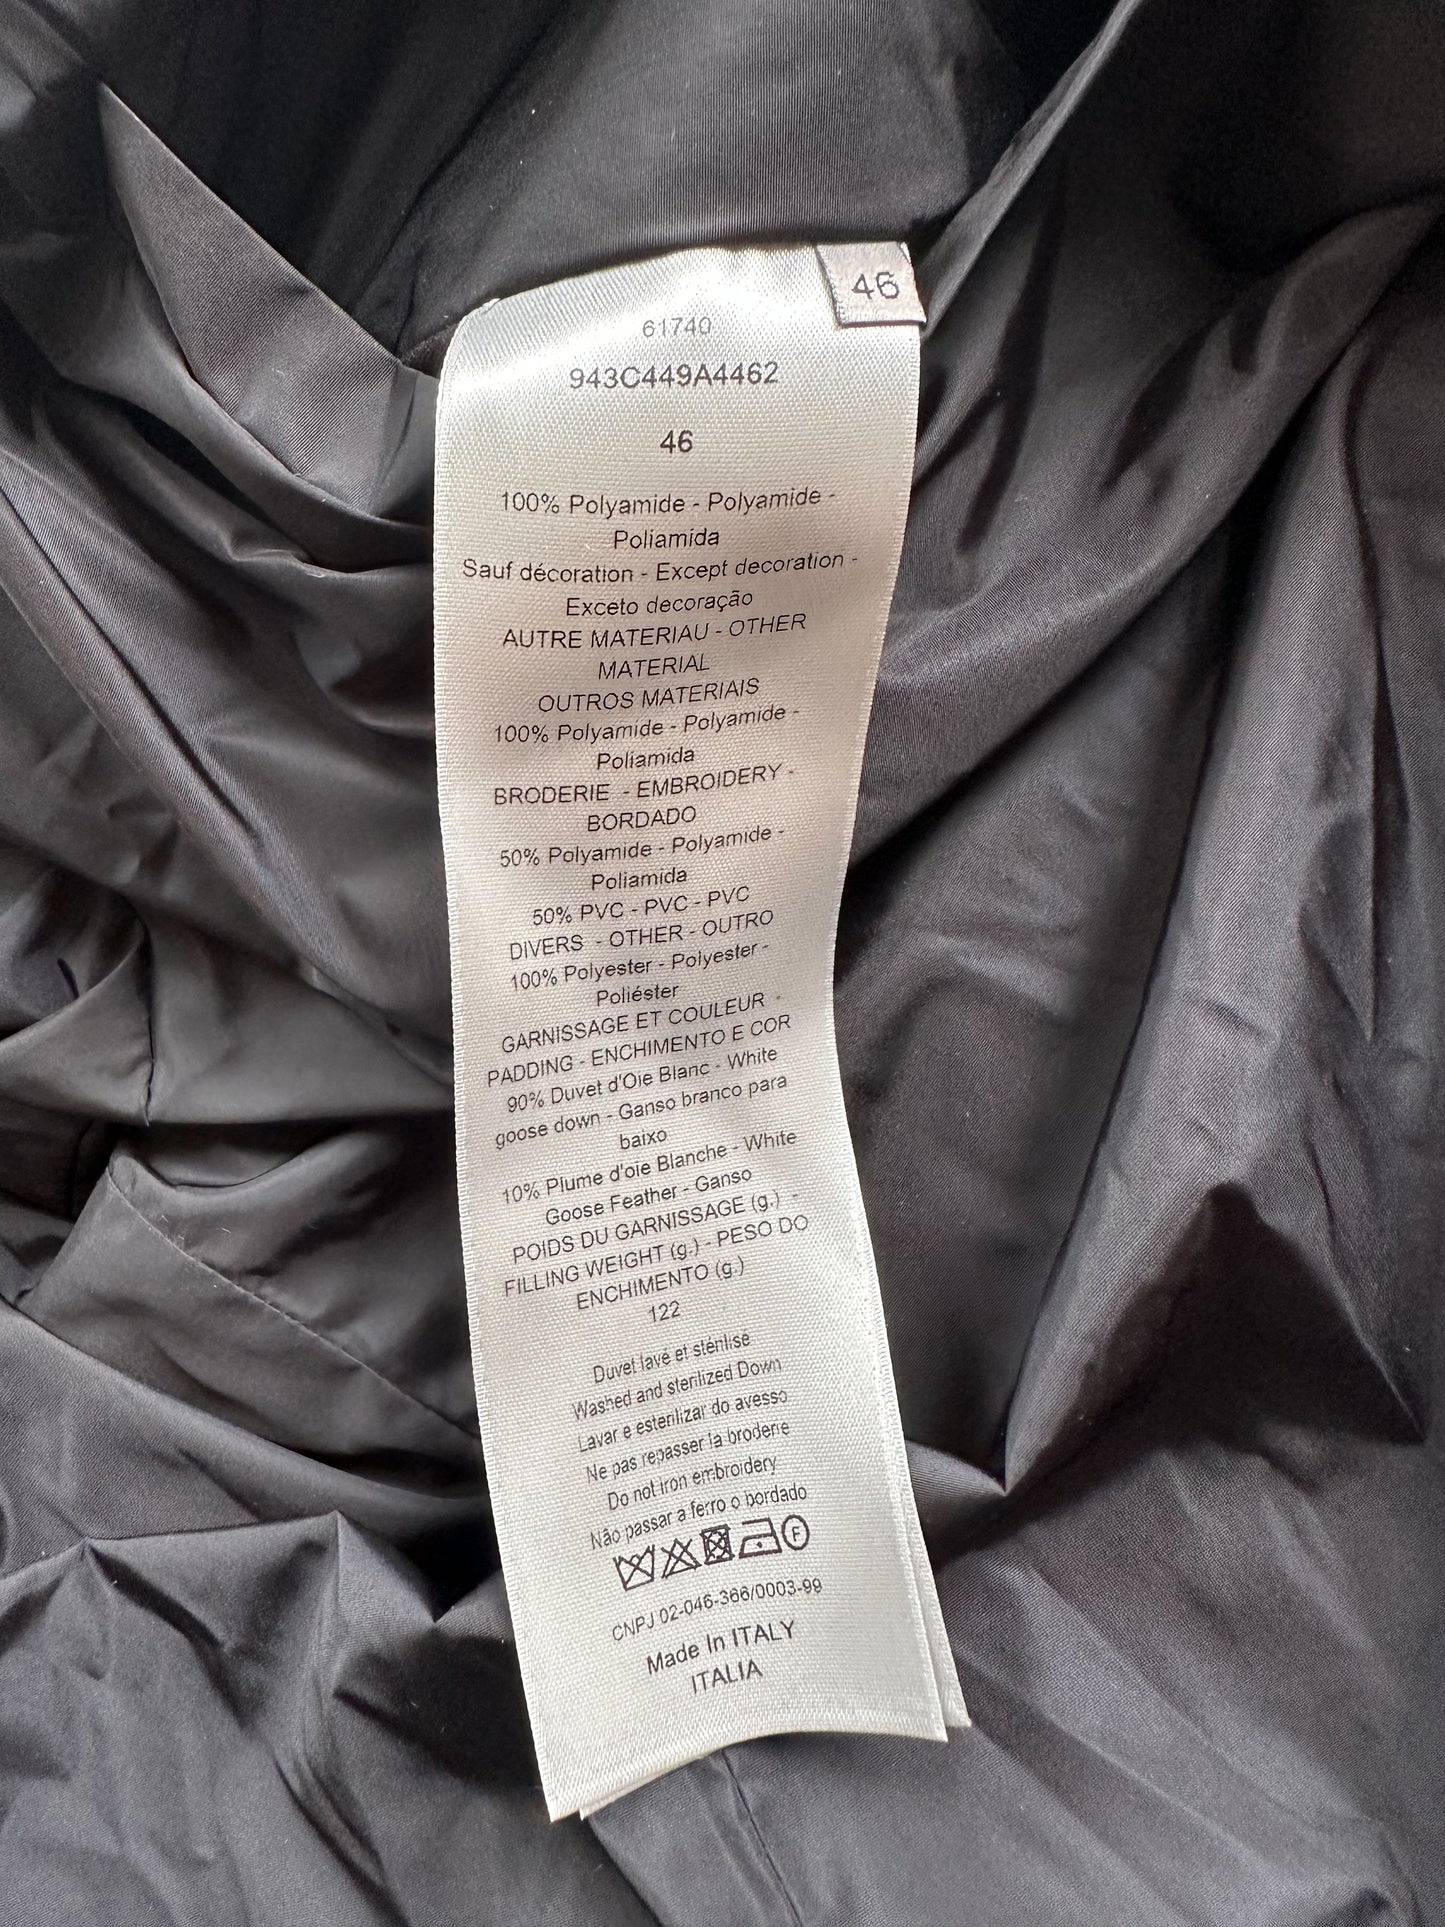 46
61740
943C449A4462
46
100% Polyamide - Polyamide -
Poliamida
Sauf décoration - Except decoration -
Exceto decoração
AUTRE MATERIAU - OTHER
MATERIAL
OUTROS MATERIAIS
100% Polyamide - Polyamide -
Poliamida
BRODERIE - EMBROIDERY -
BORDADO
50% Polyamide - Polyamide -
Poliamida
50% PVC - PVC - PVC
DIVERS - OTHER - OUTRO
100% Polyester - Polyester -
Poliéster
GARNISSAGE ET COULEUR -
PADDING - ENCHIMENTO E COR
90% Duvet d'Oie Blanc - White
goose down - Ganso branco para
baixo
10% Plume d'oie Blanche - White
Goose Feather - Ganso
POIDS DU GARNISSAGE (g.) -
FILLING WEIGHT (g.) - PESO DO
ENCHIMENTO (g.)
122
Duvet lavé et stérilise
Washed and sterilized Down
Lavar e esterilizar do avesso
Ne pas repasser la broderie
Do not iron embroidery
Não passar a ferro o bordado
F
CNPJ 02-046-366/0003-99
Made In ITALY
ITALIA